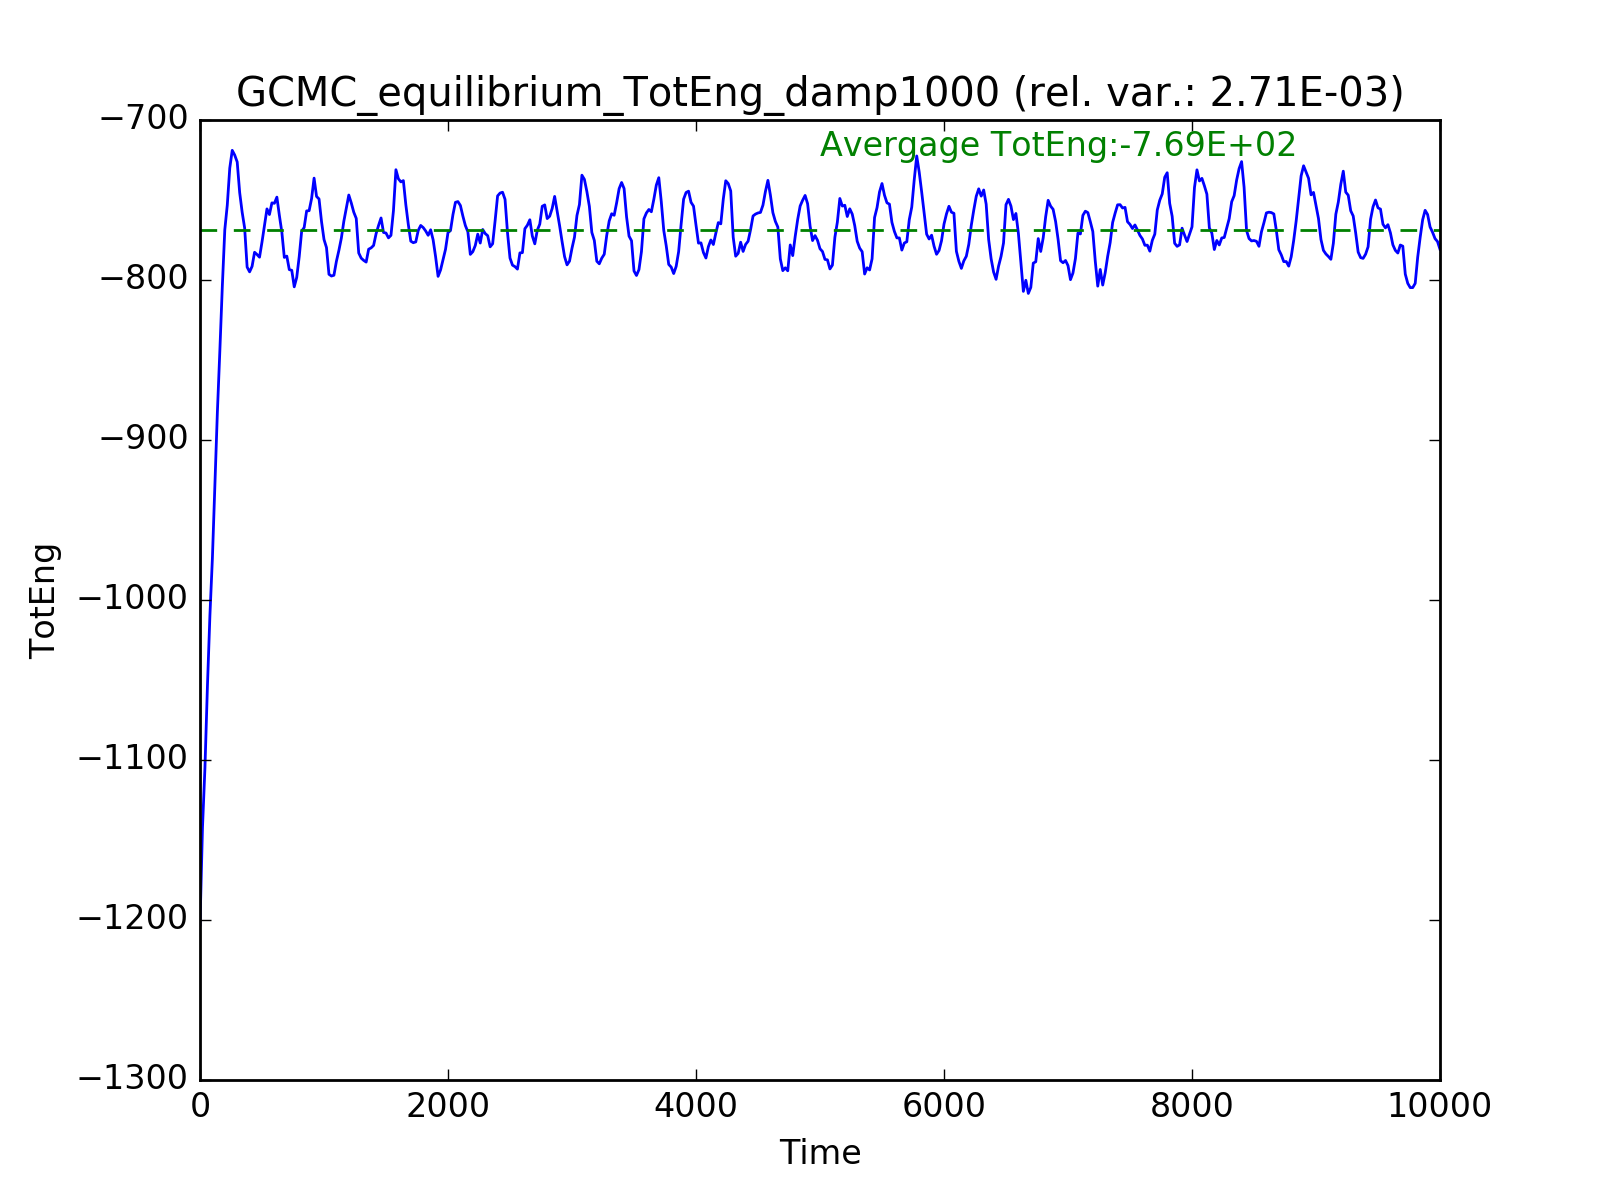 GCMC_equilibrium_TotEng_damp1000 (rel. var.: 2.71E-03)
Avergage TotEng:-7.69E+02
−700
−800
−900
−1000
−1100
−1200
−1300
TotEng
0 2000 4000 6000 8000 10000
Time